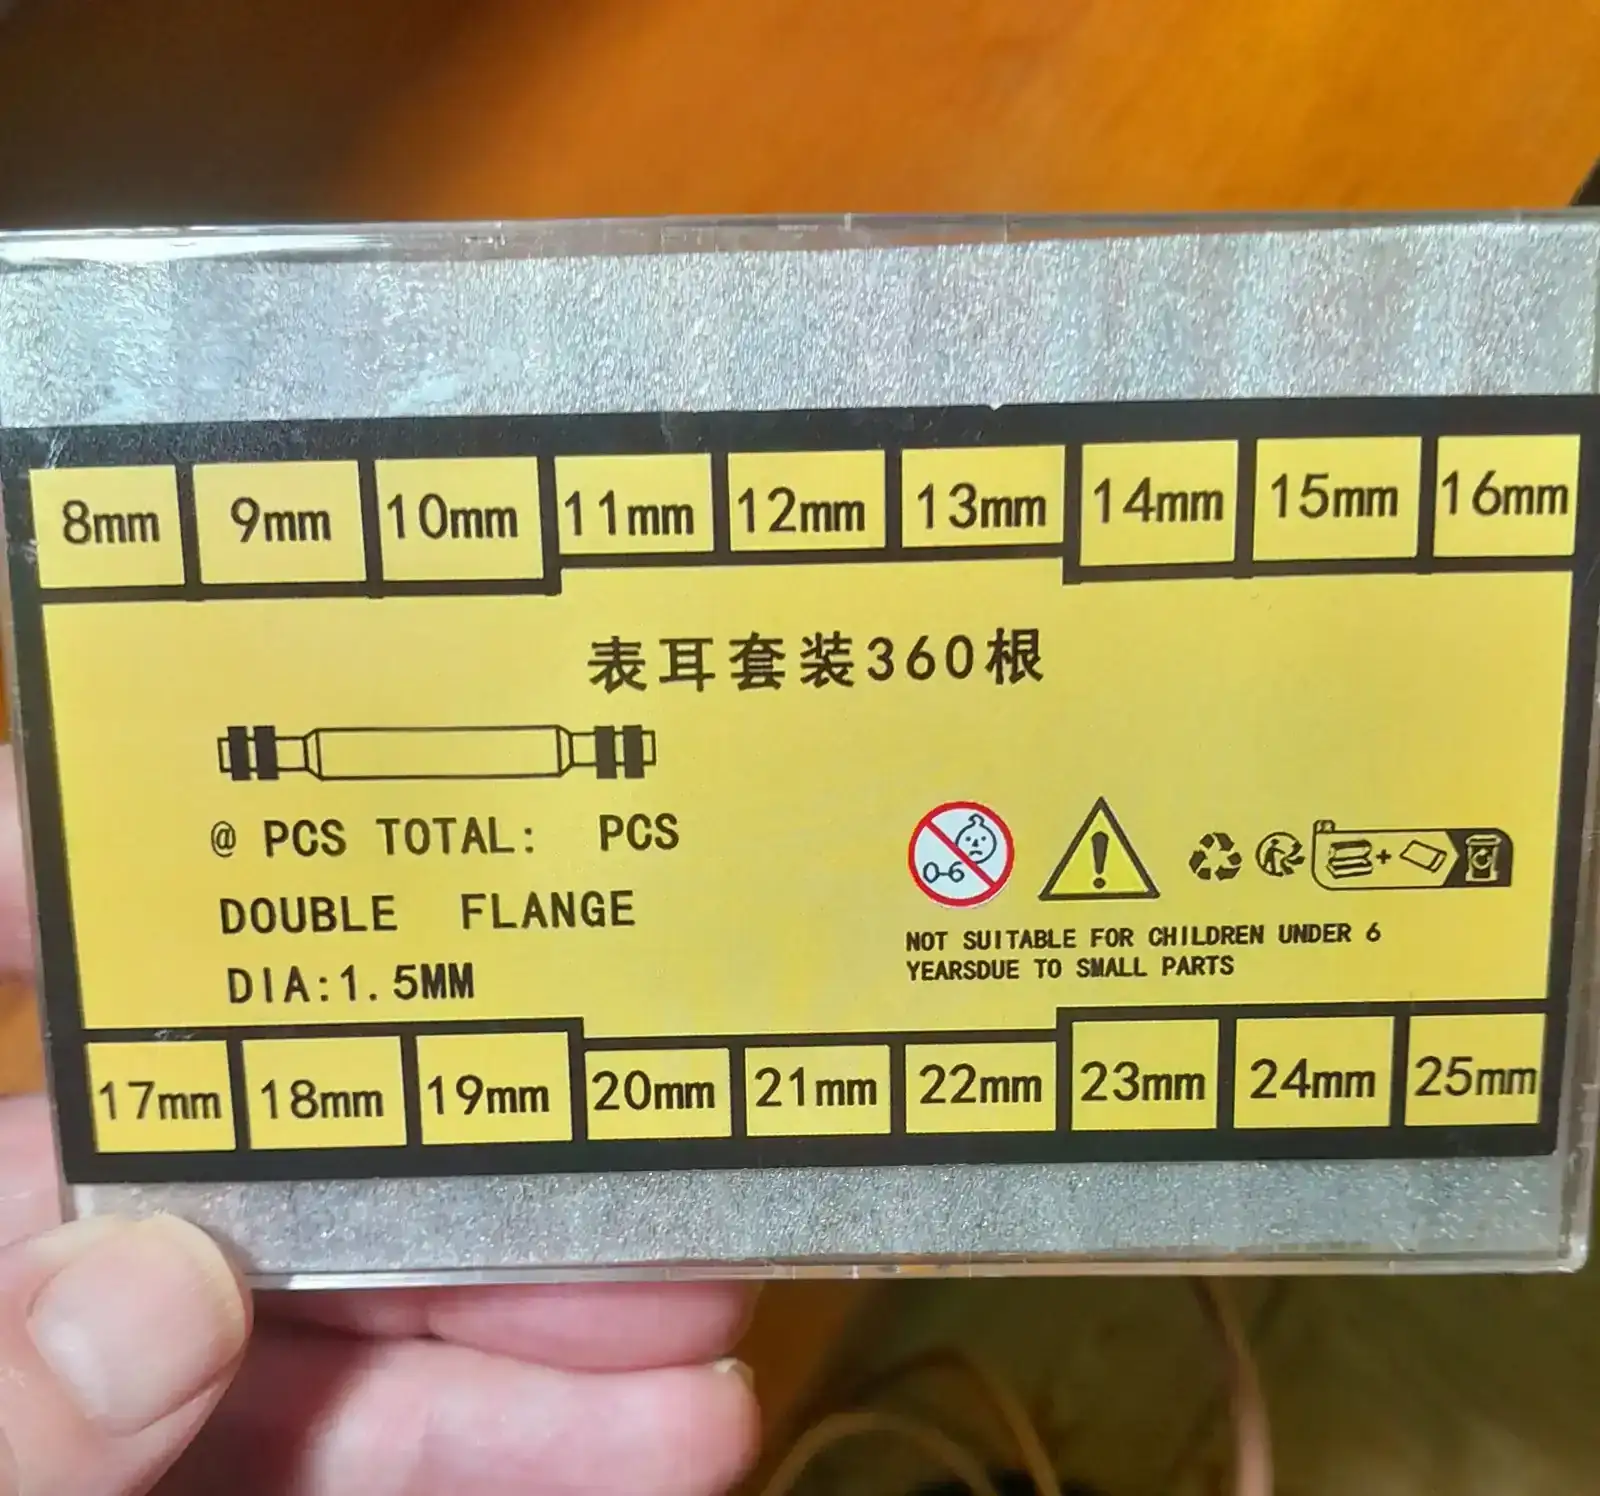 8mm 9mm 10mm 11mm 12mm 13mm 14mm 15mm 16mm
表耳套装360根
@ PCS TOTAL: PCS
DOUBLE FLANGE
DIA:1.5MM
0-6
NOT SUITABLE FOR CHILDREN UNDER 6
YEARSDUE TO SMALL PARTS
17mm 18mm 19mm 20mm 21mm 22mm 23mm 24mm 25mm